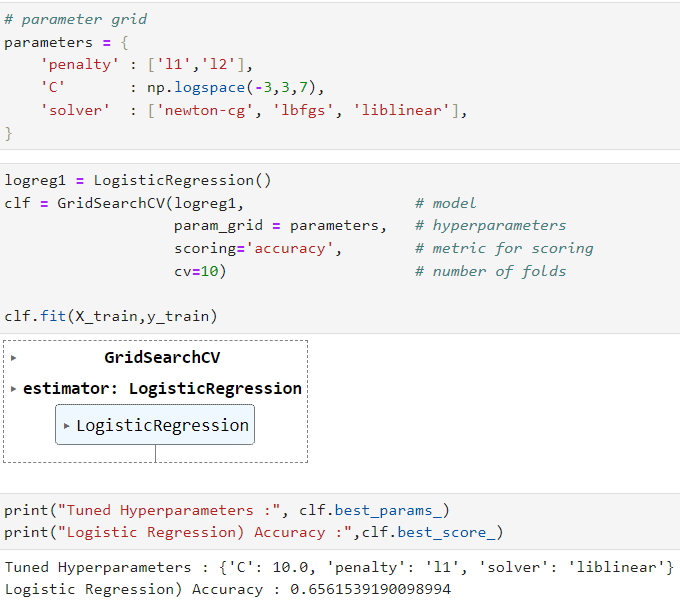 # parameter grid
parameters = {
    'penalty' : ['l1','l2'],
    'C'       : np.logspace(-3,3,7),
    'solver'  : ['newton-cg', 'lbfgs', 'liblinear'],
}
logreg1 = LogisticRegression()
clf = GridSearchCV(logreg1,                   # model
                   param_grid = parameters,   # hyperparameters
                   scoring='accuracy',        # metric for scoring
                   cv=10)                     # number of folds
clf.fit(X_train,y_train)
GridSearchCV
estimator: LogisticRegression
LogisticRegression
print("Tuned Hyperparameters :", clf.best_params_)
print("Logistic Regression) Accuracy :",clf.best_score_)
Tuned Hyperparameters : {'C': 10.0, 'penalty': 'l1', 'solver': 'liblinear'}
Logistic Regression) Accuracy : 0.6561539190098994